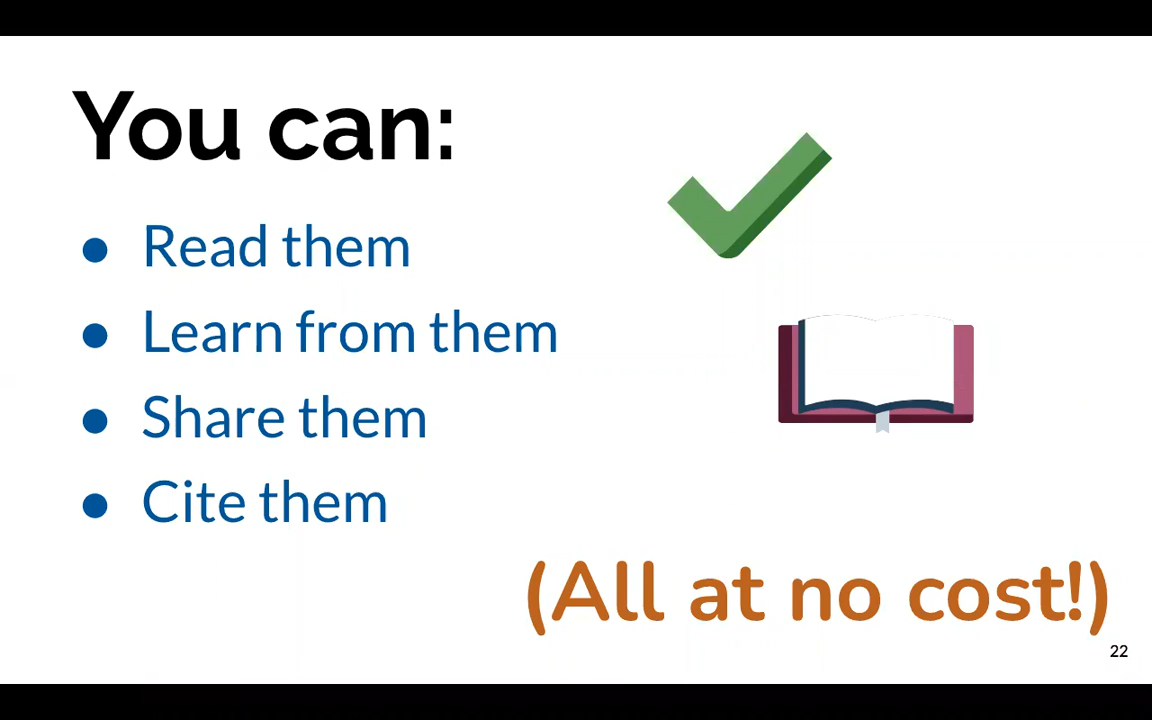 You can:
● Read them
● Learn from them
● Share them
● Cite them
(All at no cost!)
22